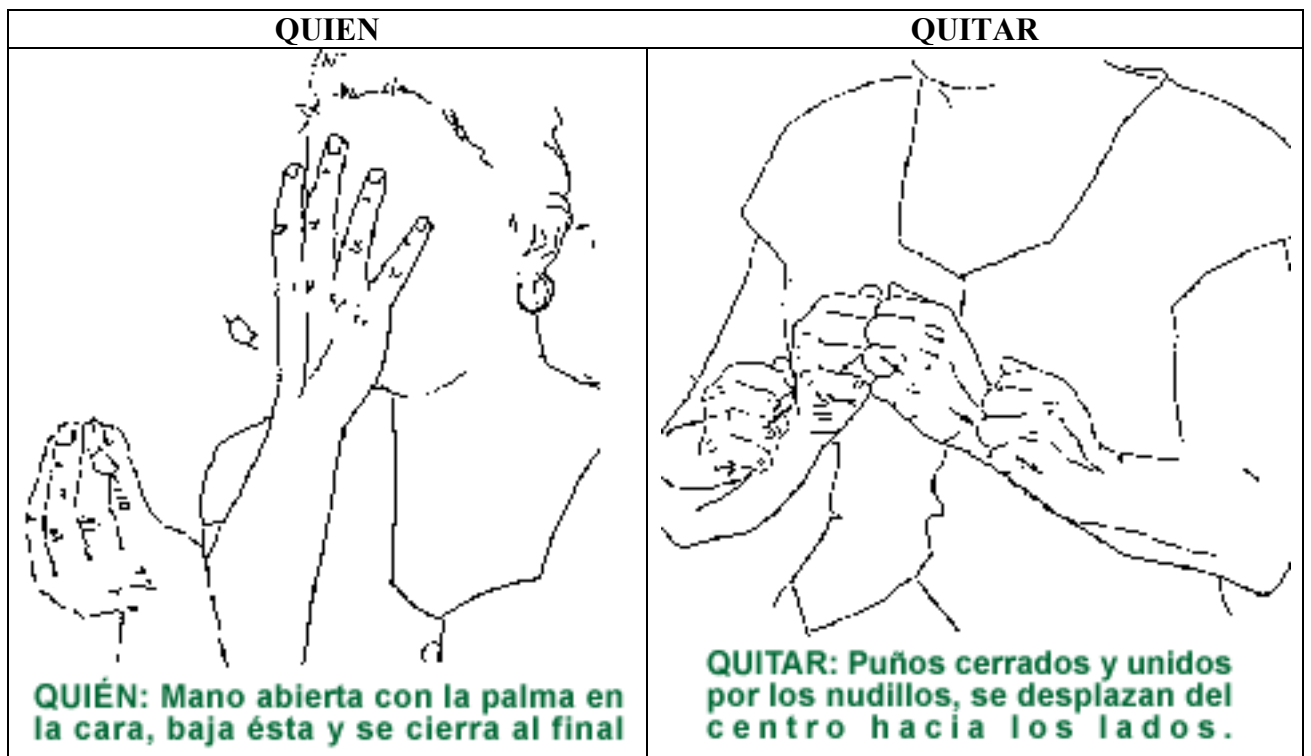 QUIEN
QUITAR
QUIÉN: Mano abierta con la palma en
la cara, baja ésta y se cierra al final
QUITAR: Puños cerrados y unidos
por los nudillos, se desplazan del
centro hacia los lados.